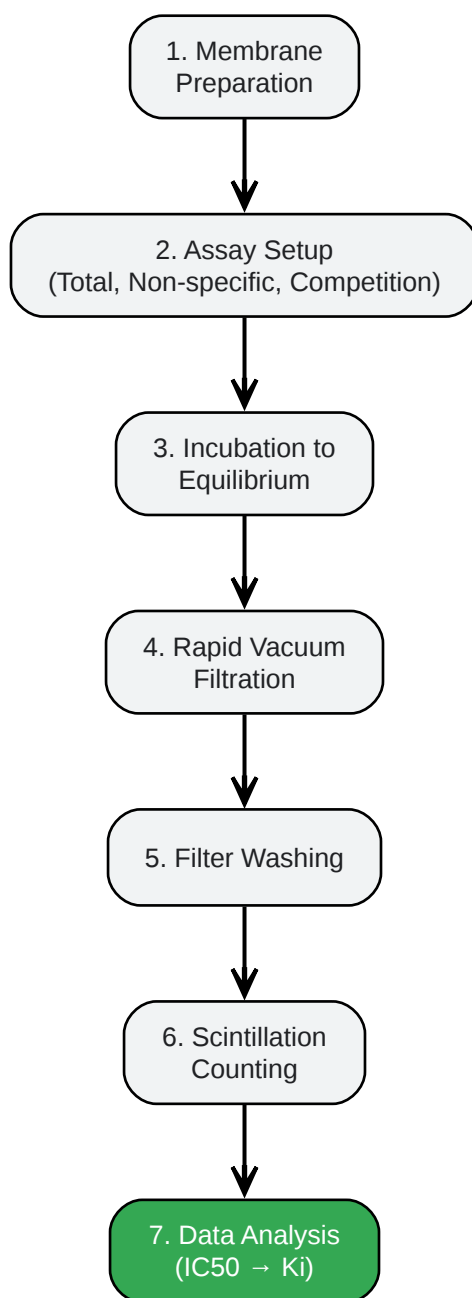 1. Membrane
Preparation
2. Assay Setup
(Total, Non-specific, Competition)
3. Incubation to
Equilibrium
4. Rapid Vacuum
Filtration
5. Filter Washing
6. Scintillation
Counting
7. Data Analysis
(IC50 → Ki)